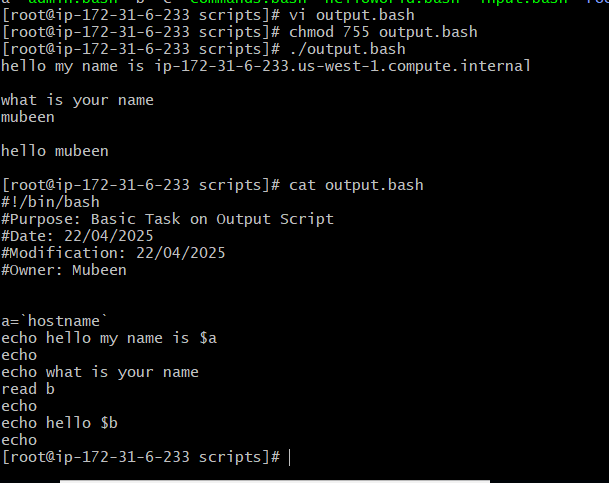 [root@ip-172-31-6-233 scripts]# vi output.bash
[root@ip-172-31-6-233 scripts]# chmod 755 output.bash
[root@ip-172-31-6-233 scripts]# ./output.bash
hello my name is ip-172-31-6-233.us-west-1.compute.internal
what is your name
mubeen
hello mubeen
[root@ip-172-31-6-233 scripts]# cat output.bash
#!/bin/bash
#Purpose: Basic Task on Output Script
#Date: 22/04/2025
#Modification: 22/04/2025
#Owner: Mubeen
a=`hostname`
echo hello my name is $a
echo
echo what is your name
read b
echo
echo hello $b
echo
[root@ip-172-31-6-233 scripts]#